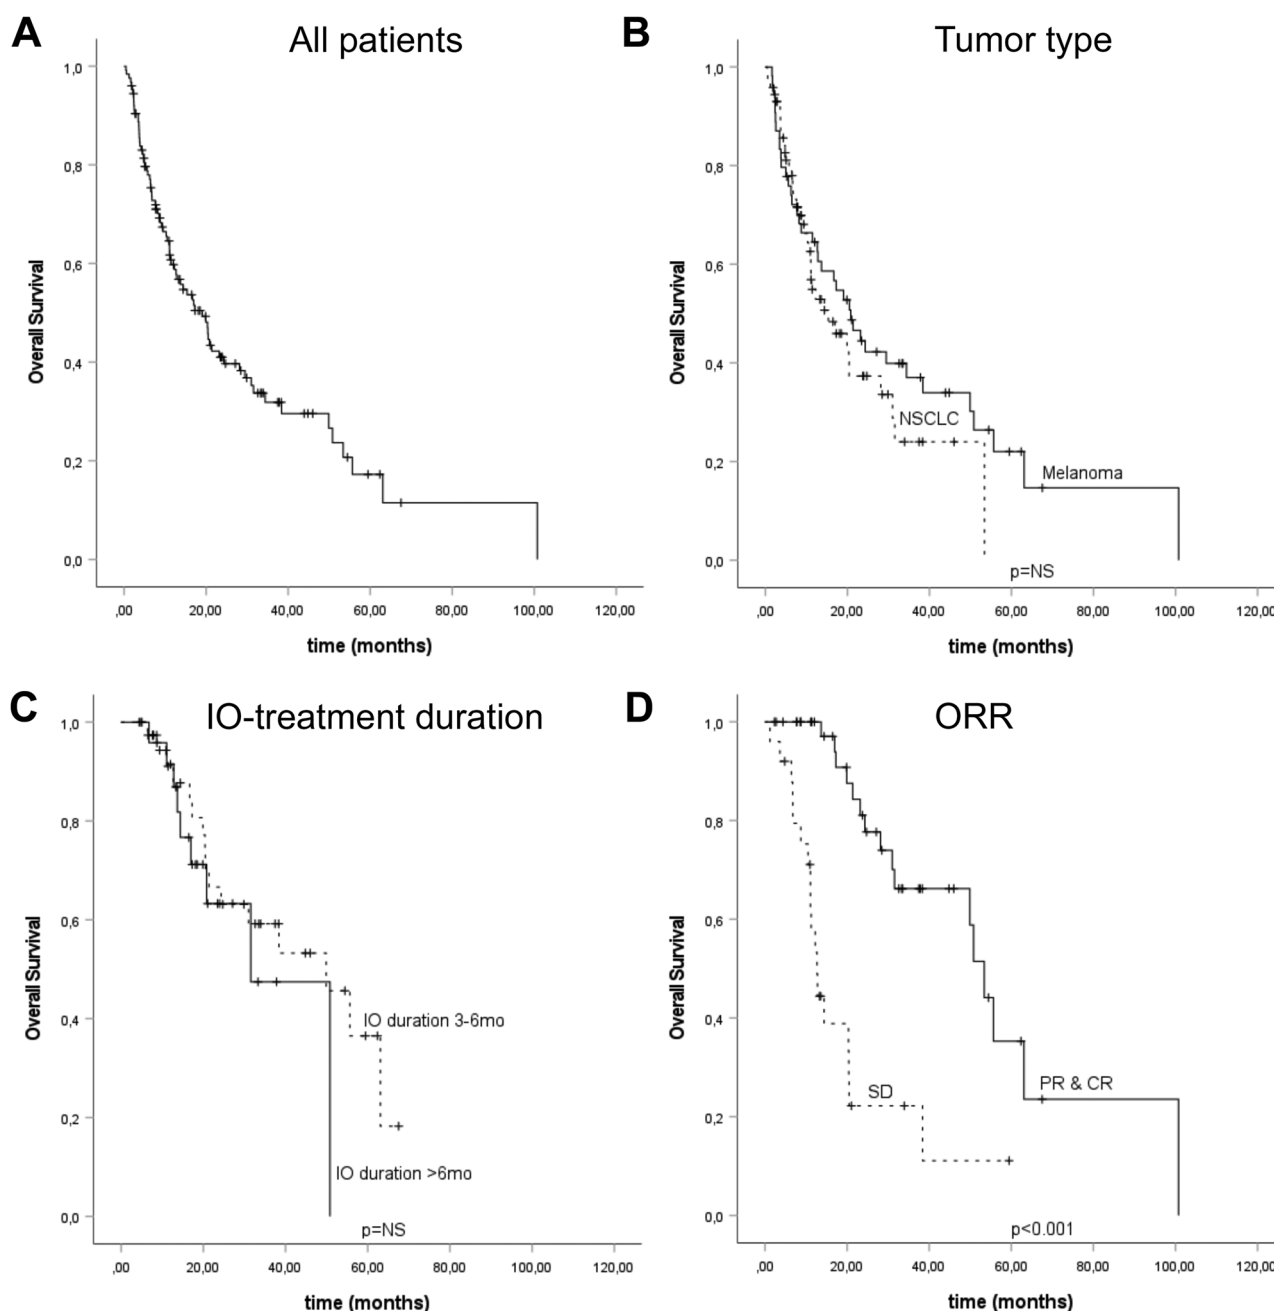 A
All patients
1,0
0,8
0,6
0,4
0,2
0,0
Overall Survival
,00
20,00
40,00
60,00
80,00
100,00
120,00
time (months)
B
Tumor type
1,0
0,8
0,6
0,4
0,2
0,0
Overall Survival
NSCLC
Melanoma
p=NS
,00
20,00
40,00
60,00
80,00
100,00
120,00
time (months)
C
IO-treatment duration
1,0
0,8
0,6
0,4
0,2
0,0
Overall Survival
IO duration 3-6mo
IO duration >6mo
p=NS
,00
20,00
40,00
60,00
80,00
100,00
120,00
time (months)
D
ORR
1,0
0,8
0,6
0,4
0,2
0,0
Overall Survival
PR & CR
SD
p<0.001
,00
20,00
40,00
60,00
80,00
100,00
120,00
time (months)